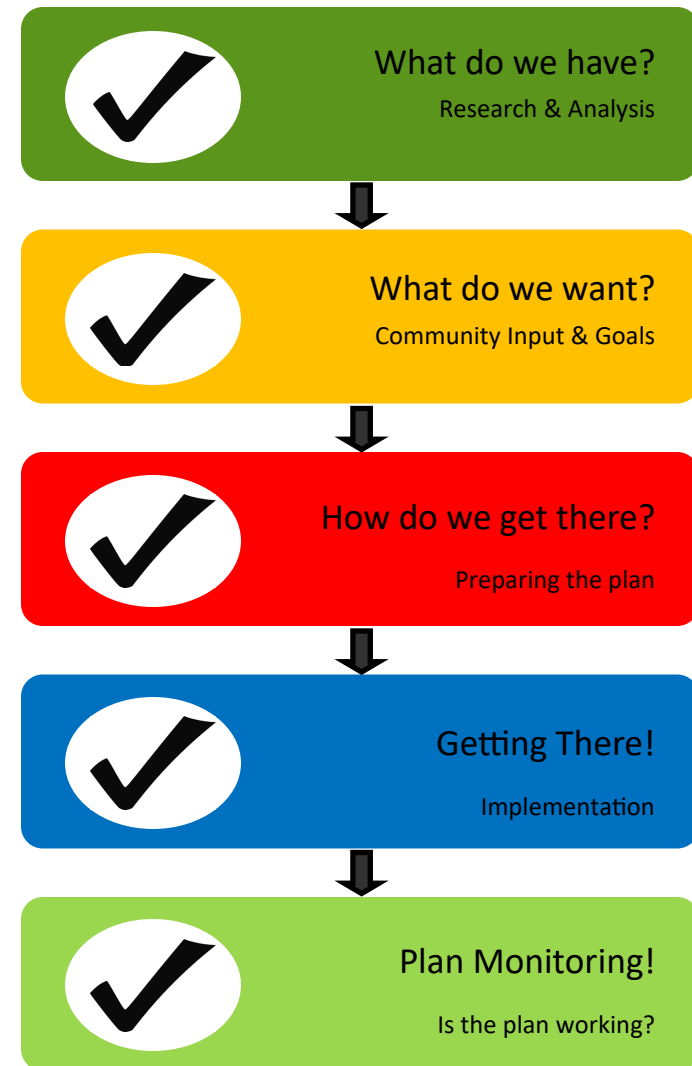 What do we have?
Research & Analysis
What do we want?
Community Input & Goals
How do we get there?
Preparing the plan
Getting There!
Implementation
Plan Monitoring!
Is the plan working?